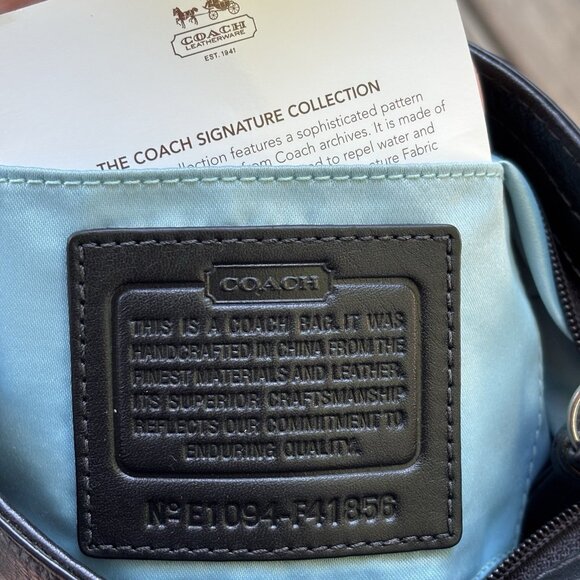 COACH
LEATHERWARE
EST. 1941
THE COACH SIGNATURE COLLECTION
collection features a sophisticated pattern
from Coach archives. It is made of
to repel water and
Fabric
COACH
THIS IS A COACH BAG. IT WAS
HANDCRAFTED IN CHINA FROM THE
FINEST MATERIALS AND LEATHER.
ITS SUPERIOR CRAFTSMANSHIP
REFLECTS OUR COMMITMENT TO
ENDURING QUALITY.
Nº E1094-F41856